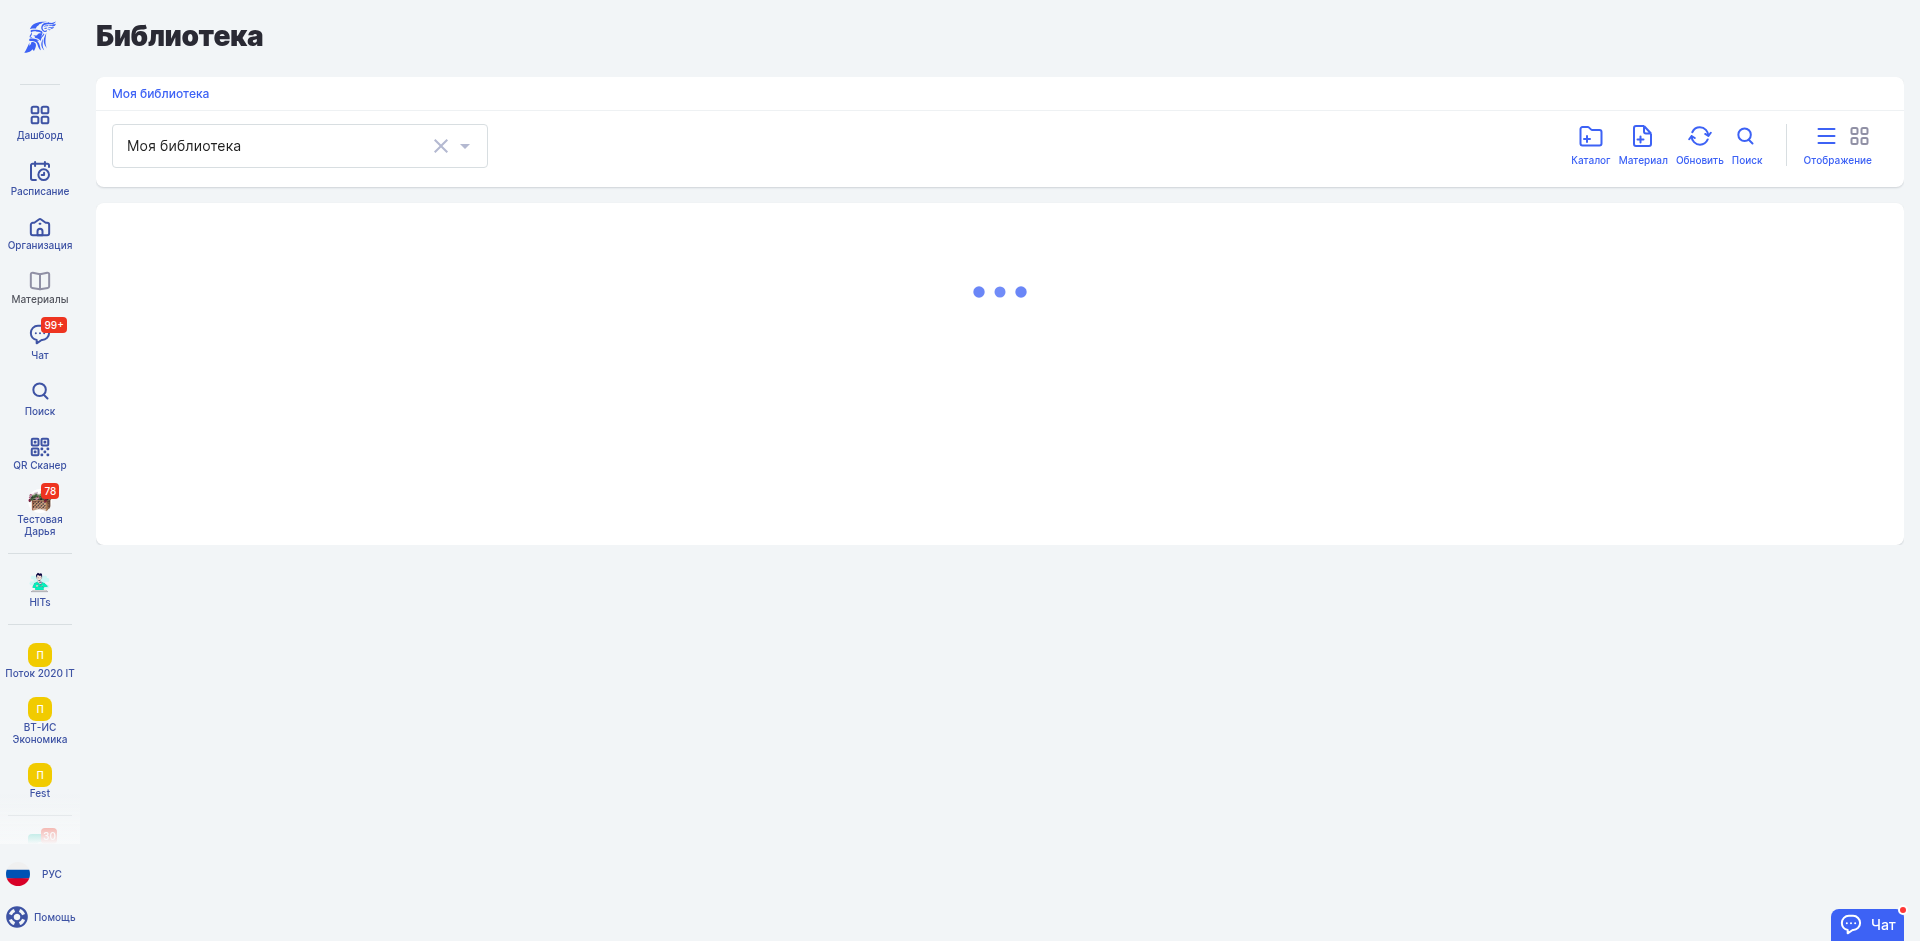 Библиотека
Моя библиотека
Моя библиотека
Каталог
Материал
Обновить
Поиск
Отображение
Дашборд
Расписание
Организация
Материалы
99+
Чат
Поиск
QR Сканер
78
Тестовая
Дарья
HITs
П
Поток 2020 IT
П
ВТ-ИС
Экономика
П
Fest
30
РУС
Помощь
Чат